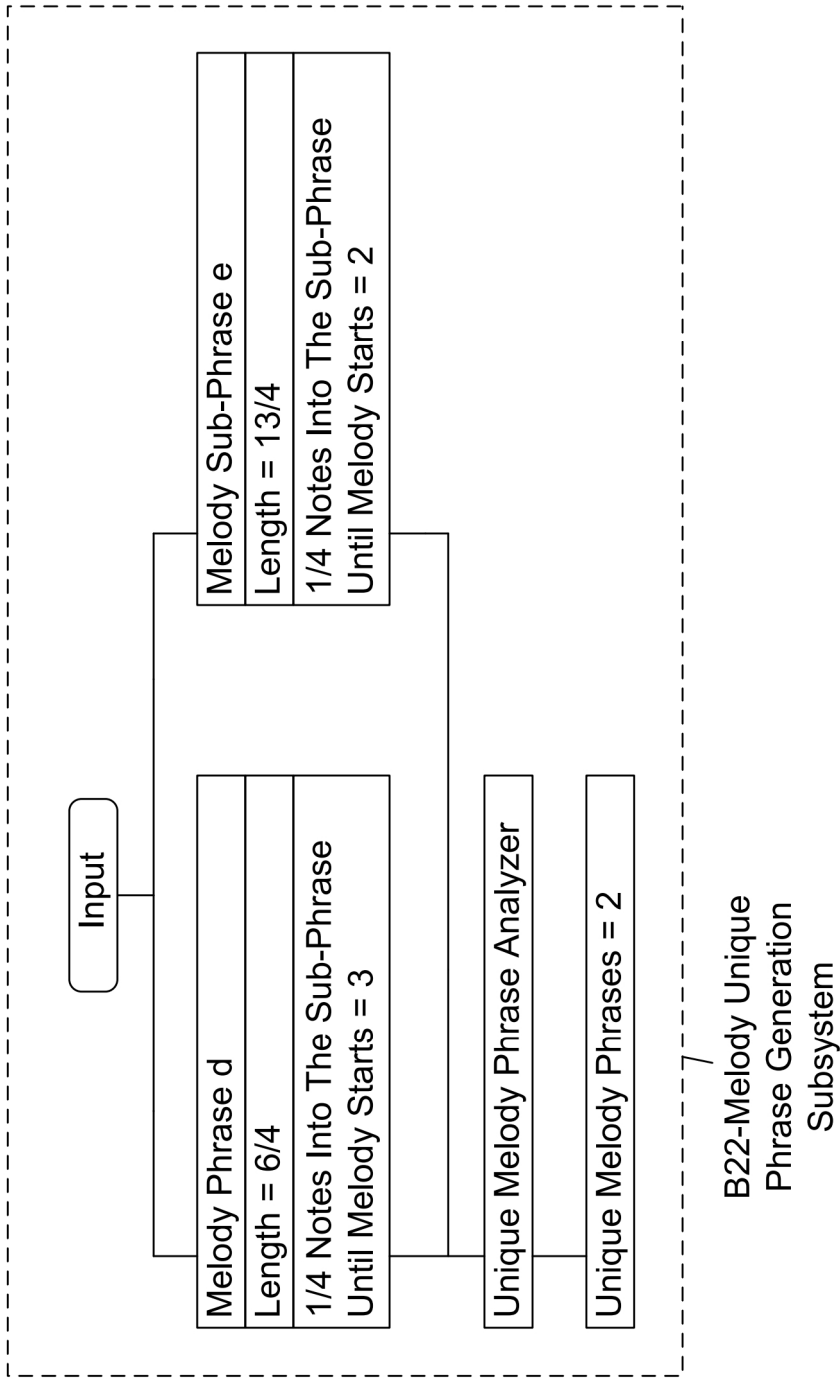 Input
Melody Phrase d
Length = 6/4
1/4 Notes Into The Sub-Phrase
Until Melody Starts = 3
Melody Sub-Phrase e
Length = 13/4
1/4 Notes Into The Sub-Phrase
Until Melody Starts = 2
Unique Melody Phrase Analyzer
Unique Melody Phrases = 2
B22-Melody Unique
Phrase Generation
Subsystem